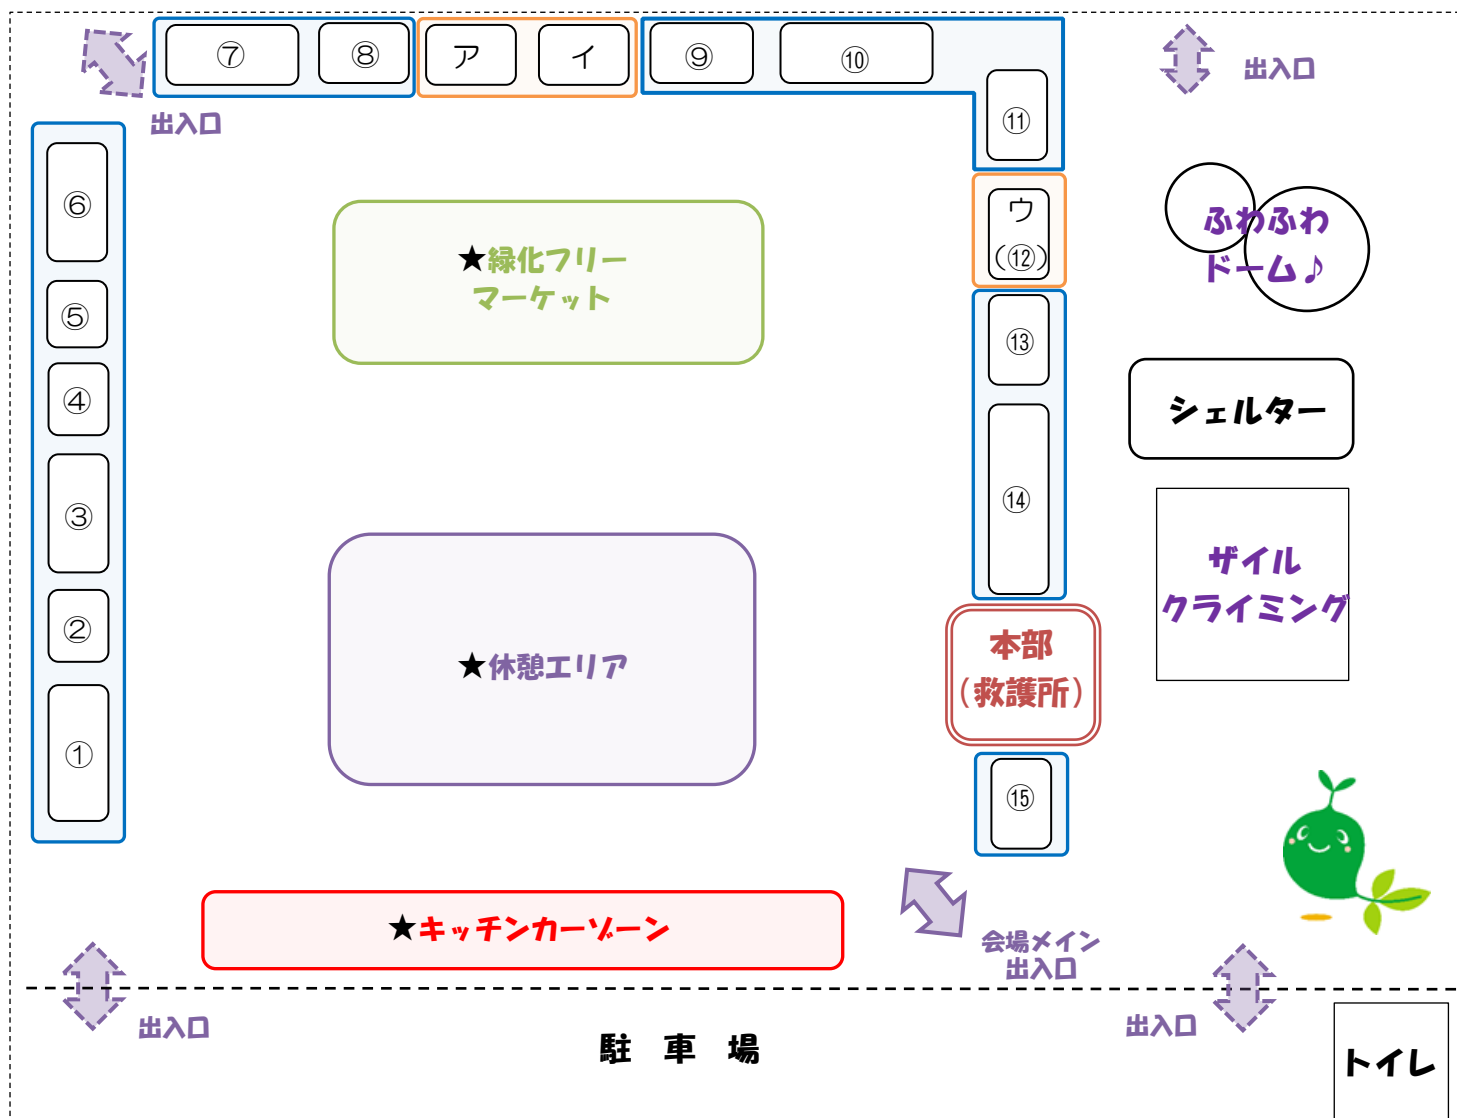 ⑦
⑧
ア
イ
⑨
⑩
出入口
出入口
⑪
⑥
ウ
(⑫)
ふわふわ
ドーム♪
★緑化フリー
マーケット
⑤
⑬
④
シェルター
③
⑭
ザイル
クライミング
②
★休憩エリア
本部
(救護所)
①
⑮
★キッチンカーゾーン
会場メイン
出入口
出入口
出入口
駐 車 場
トイレ